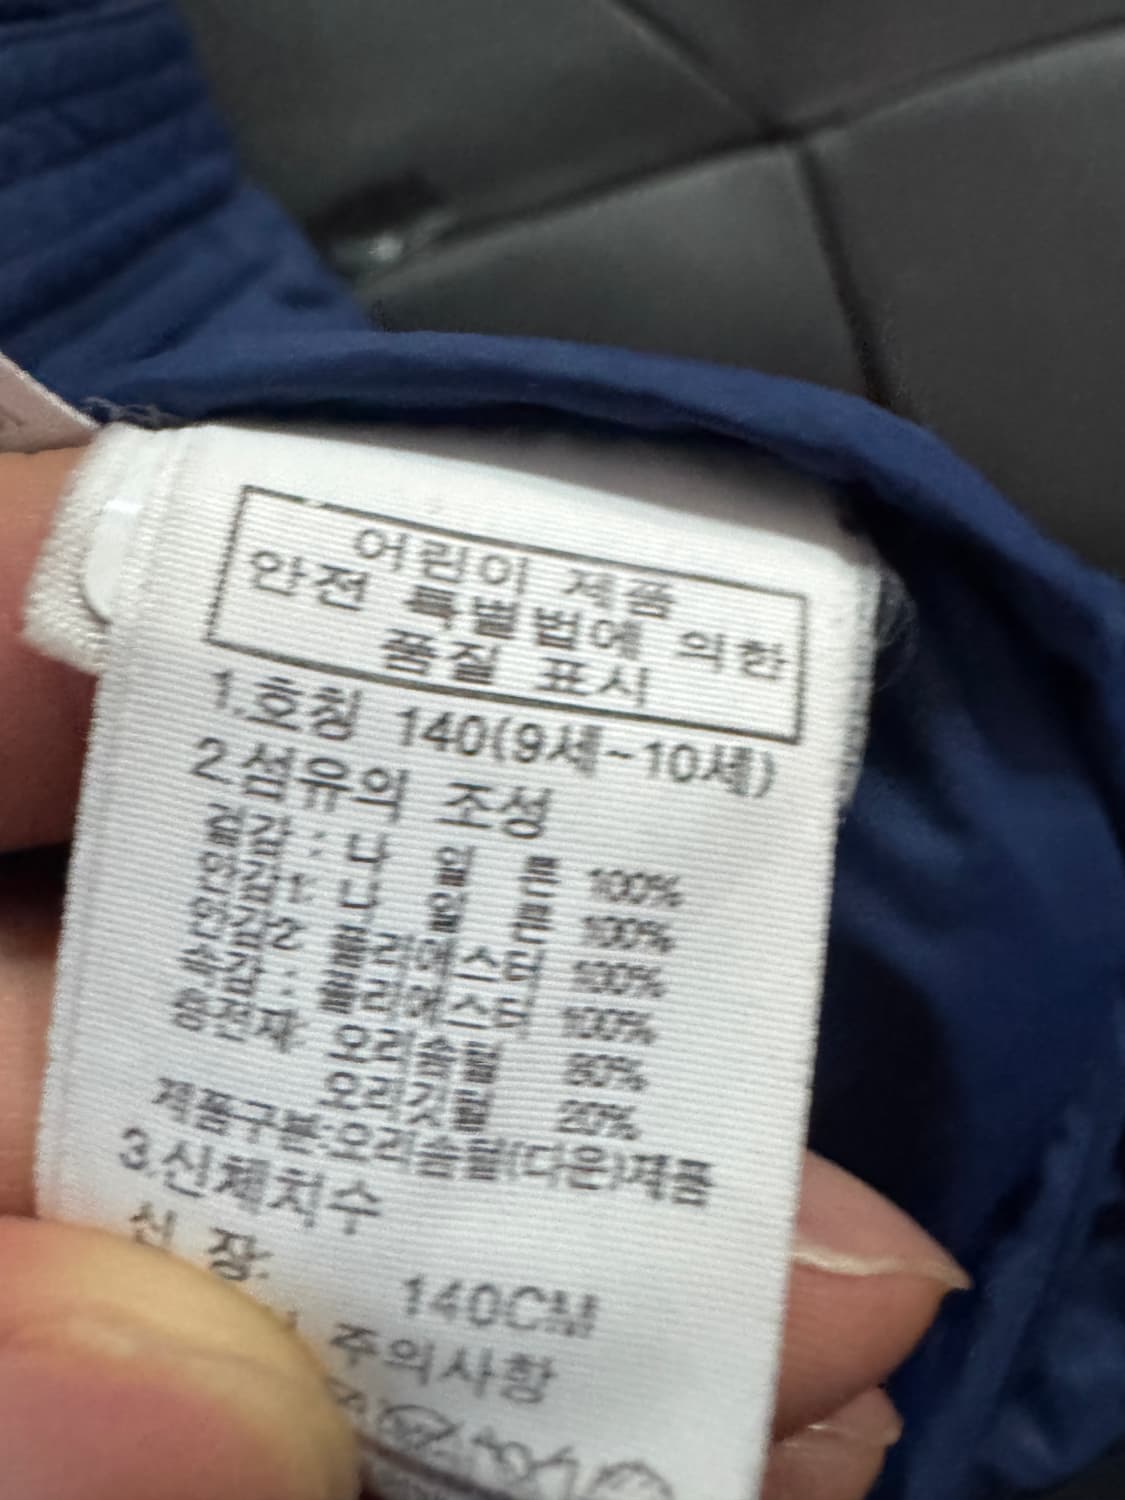 어린이 제품
안전 특별법에 의한
품질 표시
1.호칭 140(9세~10세)
2.섬유의 조성
겉감 : 나 일 론 100%
안감1: 나 일 론 100%
안감2 폴리에스터 100%
속감 : 폴리에스터 100%
충전재: 오리솜털 80%
오리깃털 20%
제품구분:오리솜털(다운)제품
3.신체치수
신 장: 140CM
주의사항